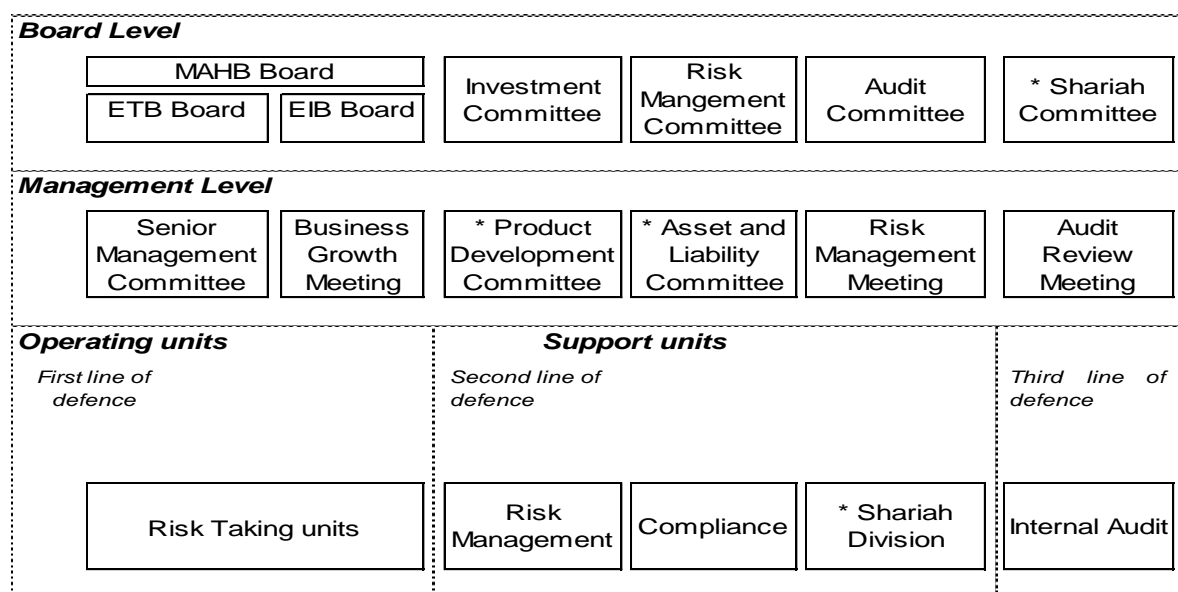 Board Level
MAHB Board
ETB Board
EIB Board
Investment
Committee
Risk
Mangement
Committee
Audit
Committee
* Shariah
Committee
Management Level
Senior
Management
Committee
Business
Growth
Meeting
* Product
Development
Committee
* Asset and
Liability
Committee
Risk
Management
Meeting
Audit
Review
Meeting
Operating units
Support units
First line of
defence
Second line of
defence
Third line of
defence
Risk Taking units
Risk
Management
Compliance
* Shariah
Division
Internal Audit